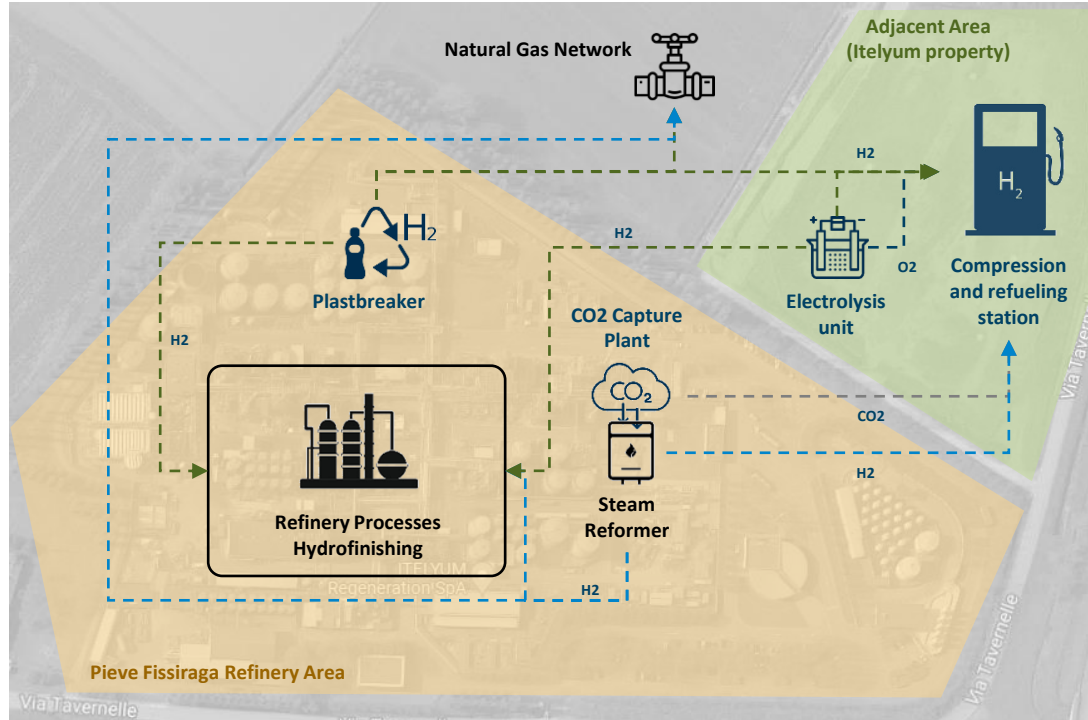 Adjacent Area
(Itelyum property)
Natural Gas Network
H2
H₂
H2
H₂
O2
Plastbreaker
Electrolysis
unit
Compression
and refueling
station
CO2 Capture
Plant
H2
CO₂
CO2
H2
Steam
Reformer
Refinery Processes
Hydrofinishing
ITELYUM
Regeneration SpA
H2
Pieve Fissiraga Refinery Area
Via Tavernelle
Via Tavernelle
Via Tavernelle